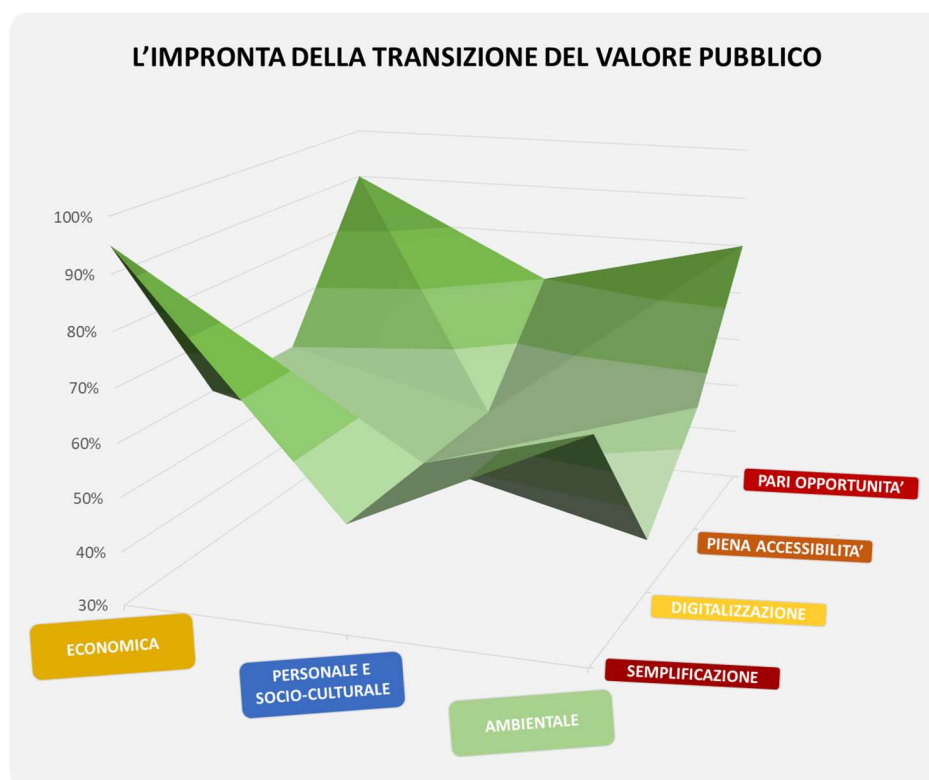 L’IMPRONTA DELLA TRANSIZIONE DEL VALORE PUBBLICO
100%
90%
80%
70%
60%
50%
40%
30%
PARI OPPORTUNITA’
PIENA ACCESSIBILITA’
DIGITALIZZAZIONE
SEMPLIFICAZIONE
ECONOMICA
PERSONALE E
SOCIO-CULTURALE
AMBIENTALE